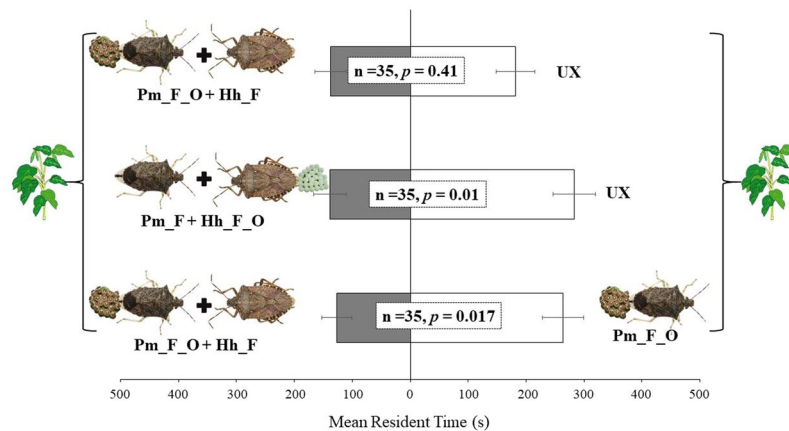 n =35, p = 0.41
UX
Pm_F_O + Hh_F
n =35, p = 0.01
UX
Pm_F + Hh_F_O
n =35, p = 0.017
Pm_F_O + Hh_F
Pm_F_O
500 400 300 200 100 0 100 200 300 400 500
Mean Resident Time (s)